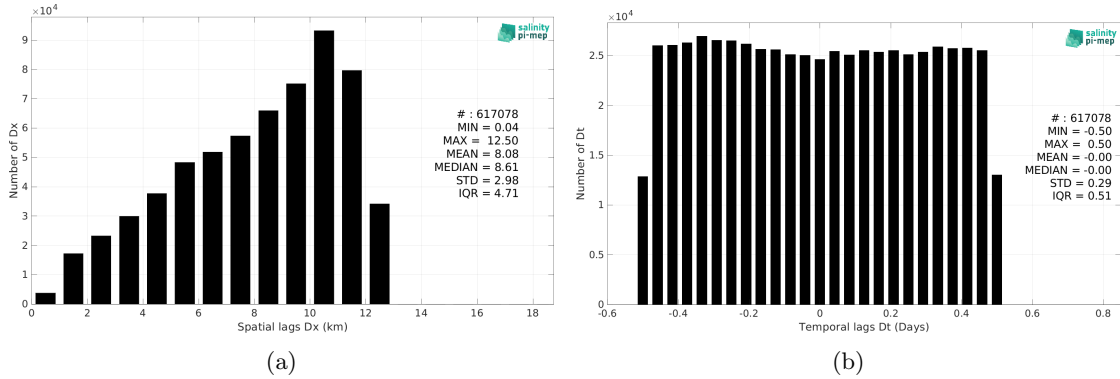 ×10⁴
10
9
8
7
6
5
4
3
2
1
0
Number of Dx
0 2 4 6 8 10 12 14 16 18
Spatial lags Dx (km)
salinity
pi-mep
# : 617078
MIN = 0.04
MAX = 12.50
MEAN = 8.08
MEDIAN = 8.61
STD = 2.98
IQR = 4.71
(a)
×10⁴
2.5
2
1.5
1
0.5
0
Number of Dt
-0.6 -0.4 -0.2 0 0.2 0.4 0.6 0.8
Temporal lags Dt (Days)
salinity
pi-mep
# : 617078
MIN = -0.50
MAX = 0.50
MEAN = -0.00
MEDIAN = -0.00
STD = 0.29
IQR = 0.51
(b)